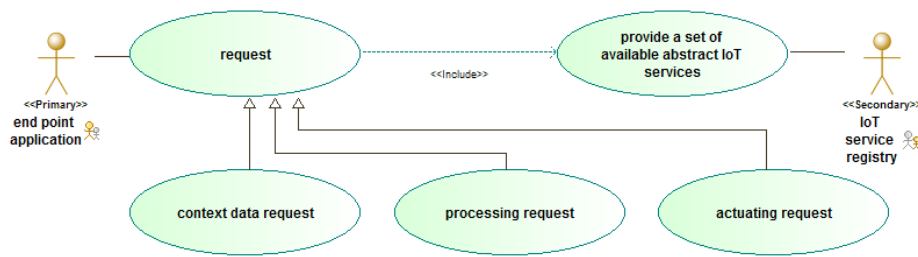 request
provide a set of
available abstract IoT
services
<<Include>>
<<Primary>>
end point
application
<<Secondary>>
IoT
service
registry
context data request
processing request
actuating request